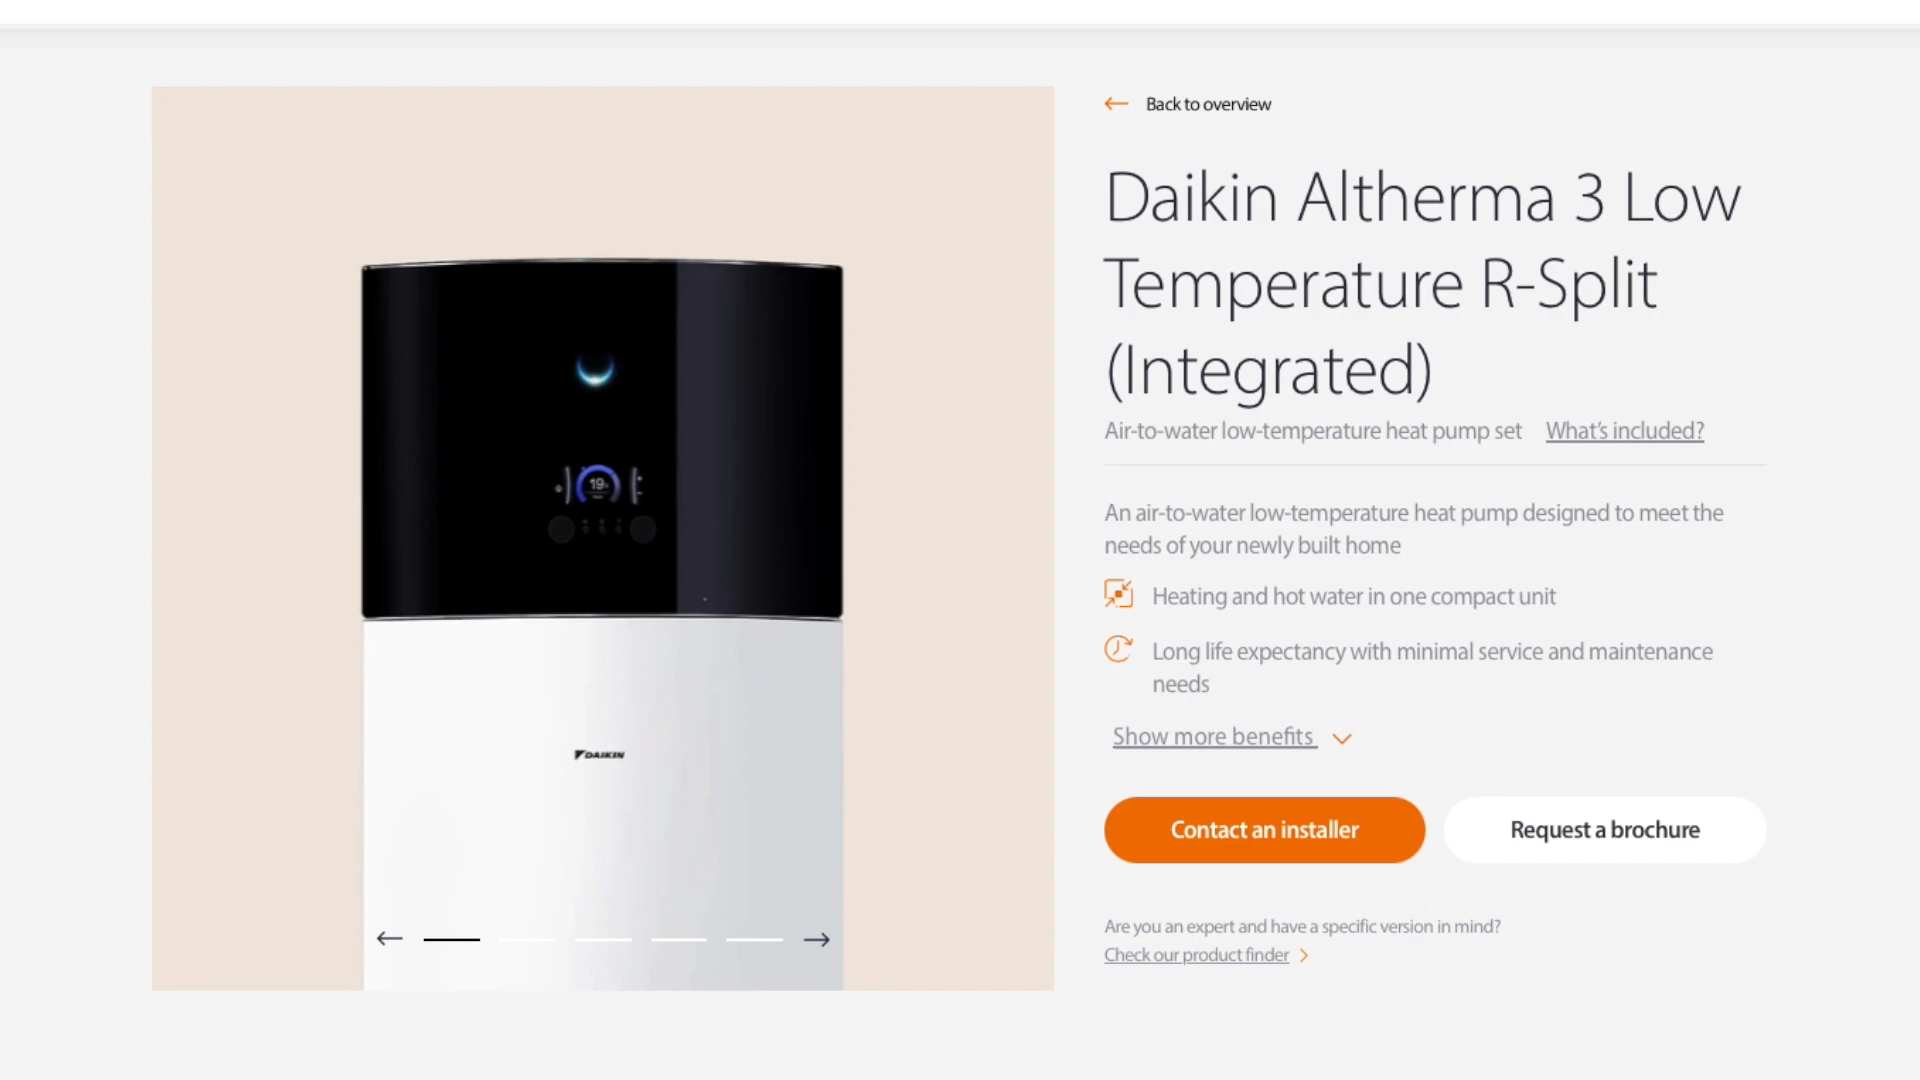 Back to overview
Daikin Altherma 3 Low
Temperature R-Split
(Integrated)
Air-to-water low-temperature heat pump set What's included?
An air-to-water low-temperature heat pump designed to meet the
needs of your newly built home
Heating and hot water in one compact unit
Long life expectancy with minimal service and maintenance
needs
Show more benefits
Contact an installer Request a brochure
Are you an expert and have a specific version in mind?
Check our product finder
19
DAIKIN